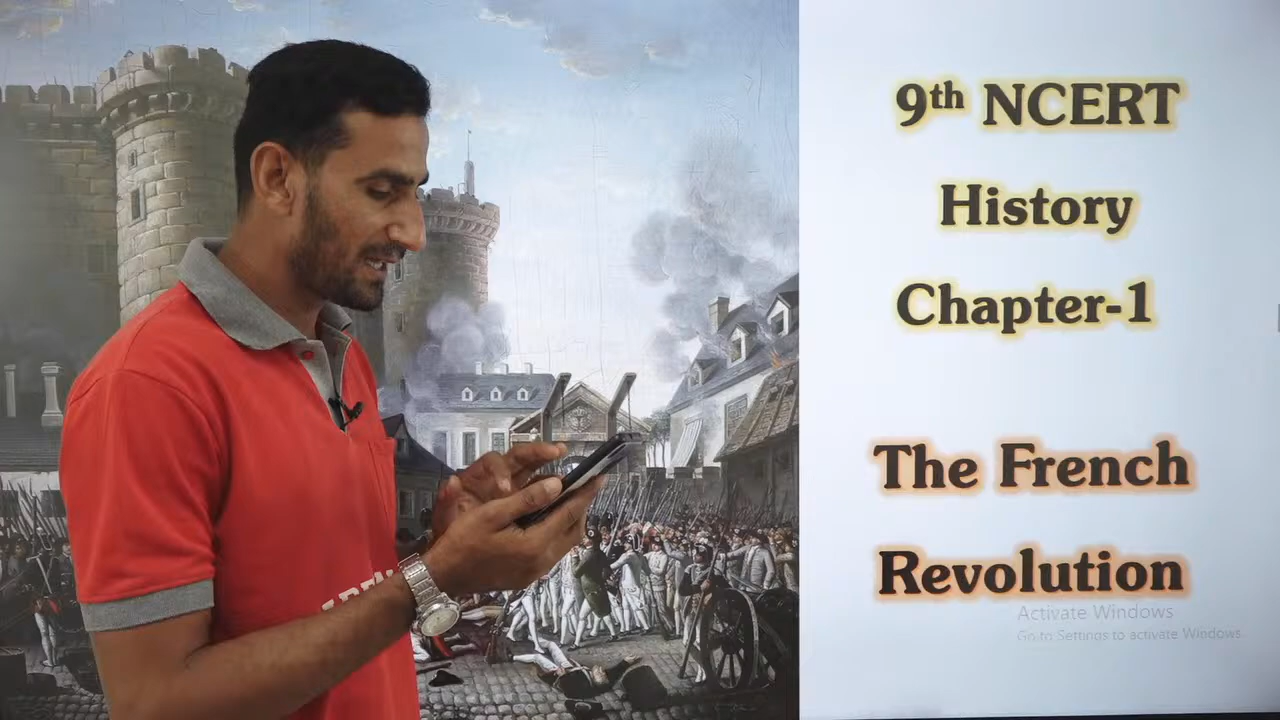 9th NCERT
History
Chapter-1
The French
Revolution
Activate Windows
Go to Settings to activate Windows.